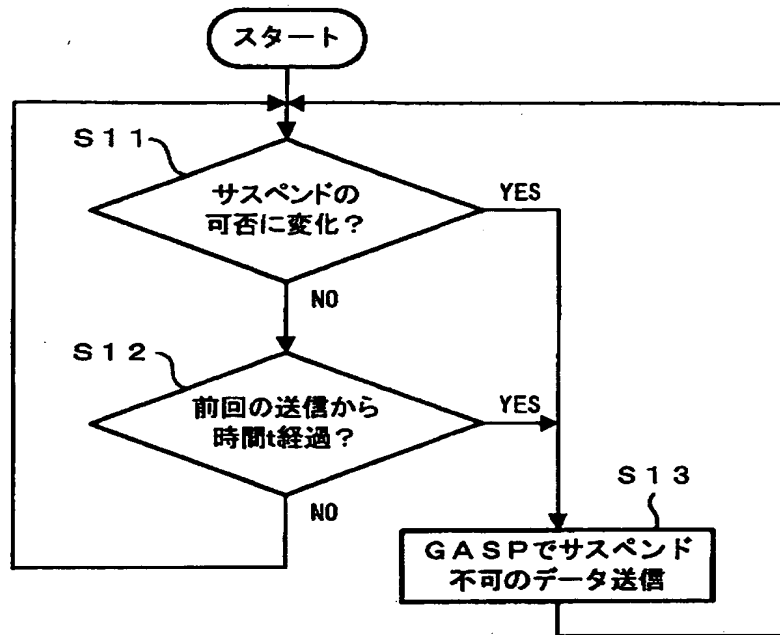 スタート
S11
サスペンドの
可否に変化?
YES
NO
S12
前回の送信から
時間t経過?
YES
NO
S13
GASPでサスペンド
不可のデータ送信